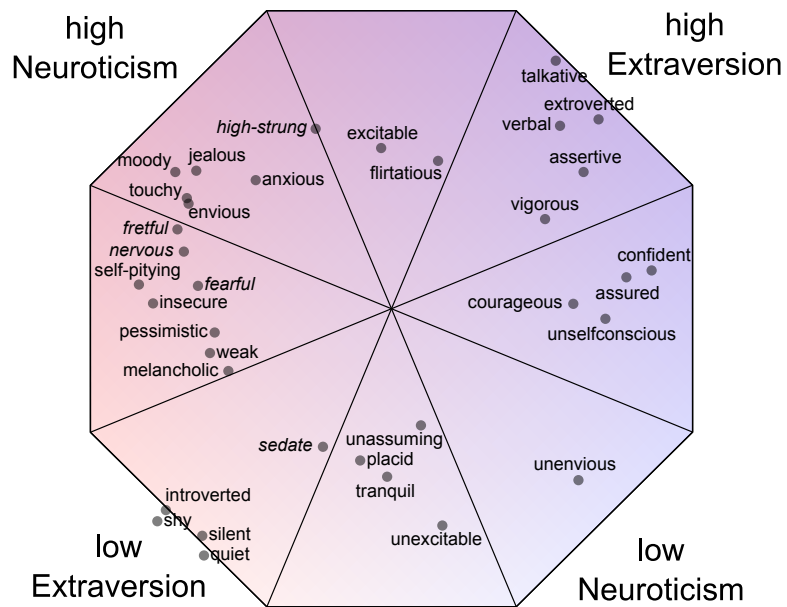 high
Neuroticism
high
Extraversion
talkative
extroverted
verbal
high-strung
excitable
moody
jealous
assertive
flirtatious
anxious
touchy
envious
vigorous
fretful
nervous
confident
self-pitying
fearful
assured
insecure
courageous
pessimistic
unselfconscious
weak
melancholic
sedate
unassuming
placid
unenvious
tranquil
introverted
shy
silent
unexcitable
quiet
low
Extraversion
low
Neuroticism